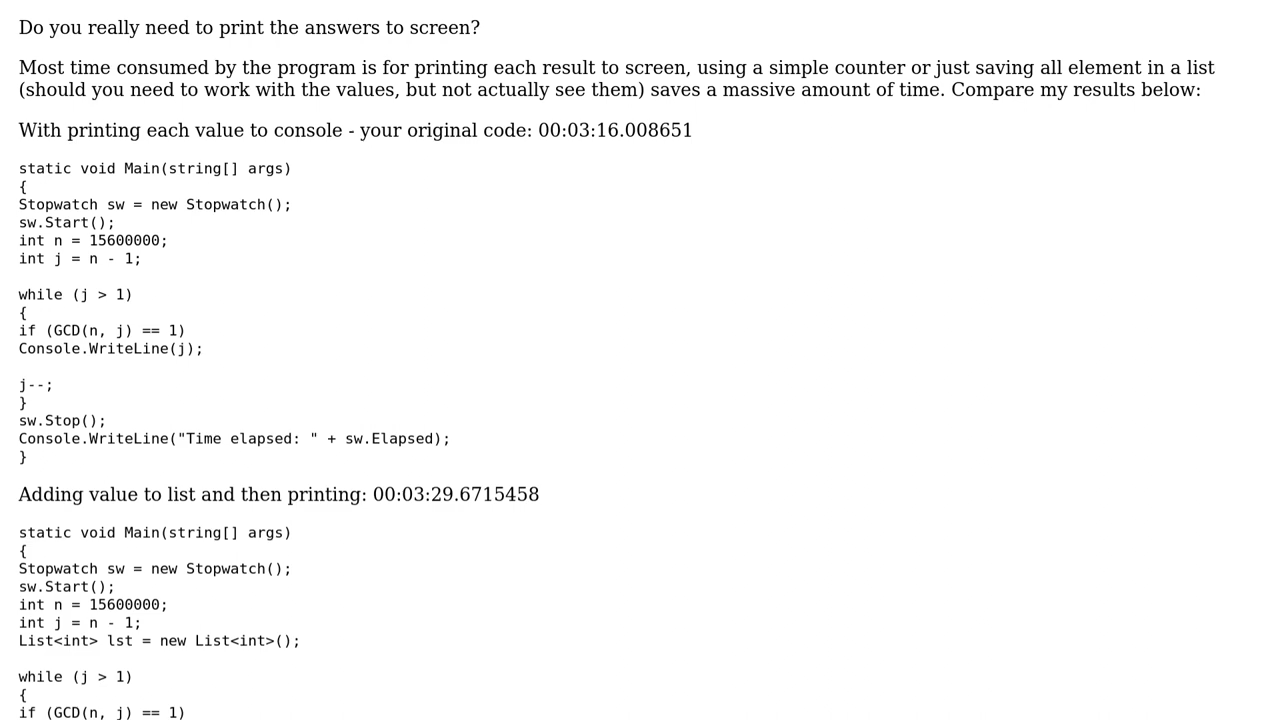 Do you really need to print the answers to screen?
Most time consumed by the program is for printing each result to screen, using a simple counter or just saving all element in a list
(should you need to work with the values, but not actually see them) saves a massive amount of time. Compare my results below:
With printing each value to console - your original code: 00:03:16.008651
static void Main(string[] args)
{
Stopwatch sw = new Stopwatch();
sw.Start();
int n = 15600000;
int j = n - 1;
while (j > 1)
{
if (GCD(n, j) == 1)
Console.WriteLine(j);
j--;
}
sw.Stop();
Console.WriteLine("Time elapsed: " + sw.Elapsed);
}
Adding value to list and then printing: 00:03:29.6715458
static void Main(string[] args)
{
Stopwatch sw = new Stopwatch();
sw.Start();
int n = 15600000;
int j = n - 1;
List<int> lst = new List<int>();
while (j > 1)
{
if (GCD(n, j) == 1)